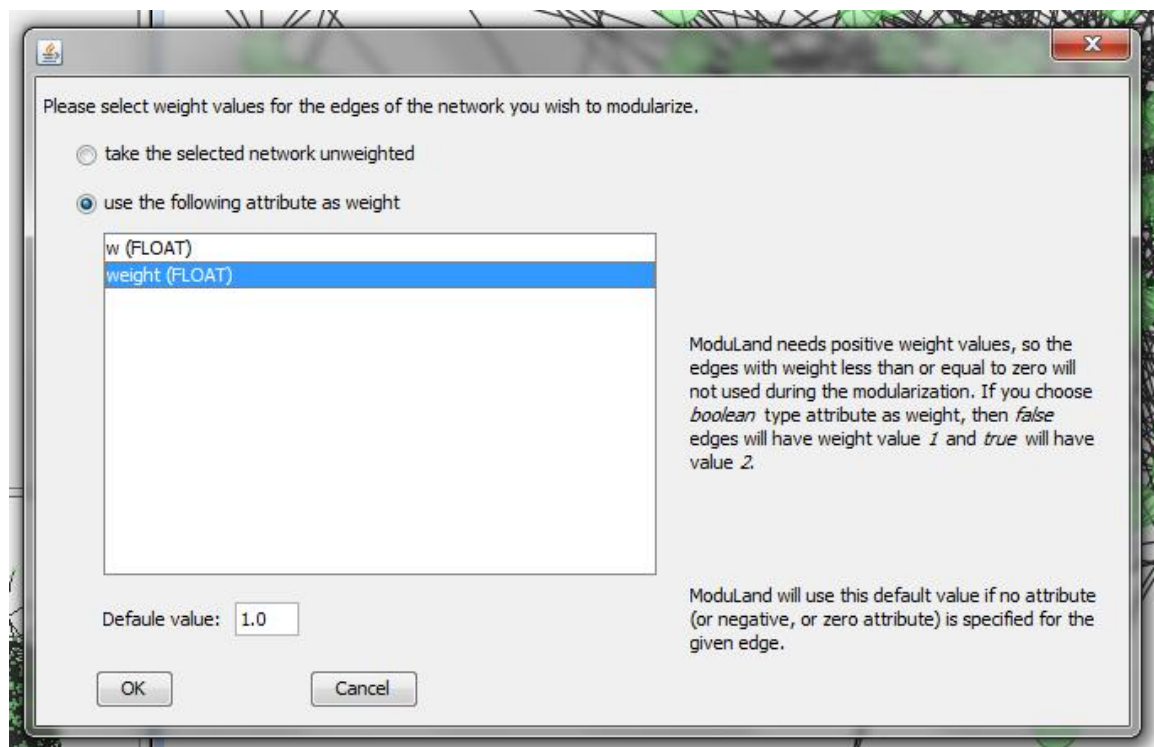 Please select weight values for the edges of the network you wish to modularize.
take the selected network unweighted
use the following attribute as weight
w (FLOAT)
weight (FLOAT)
ModuLand needs positive weight values, so the
edges with weight less than or equal to zero will
not used during the modularization. If you choose
boolean type attribute as weight, then false
edges will have weight value 1 and true will have
value 2.
Defaule value: 1.0
ModuLand will use this default value if no attribute
(or negative, or zero attribute) is specified for the
given edge.
OK Cancel